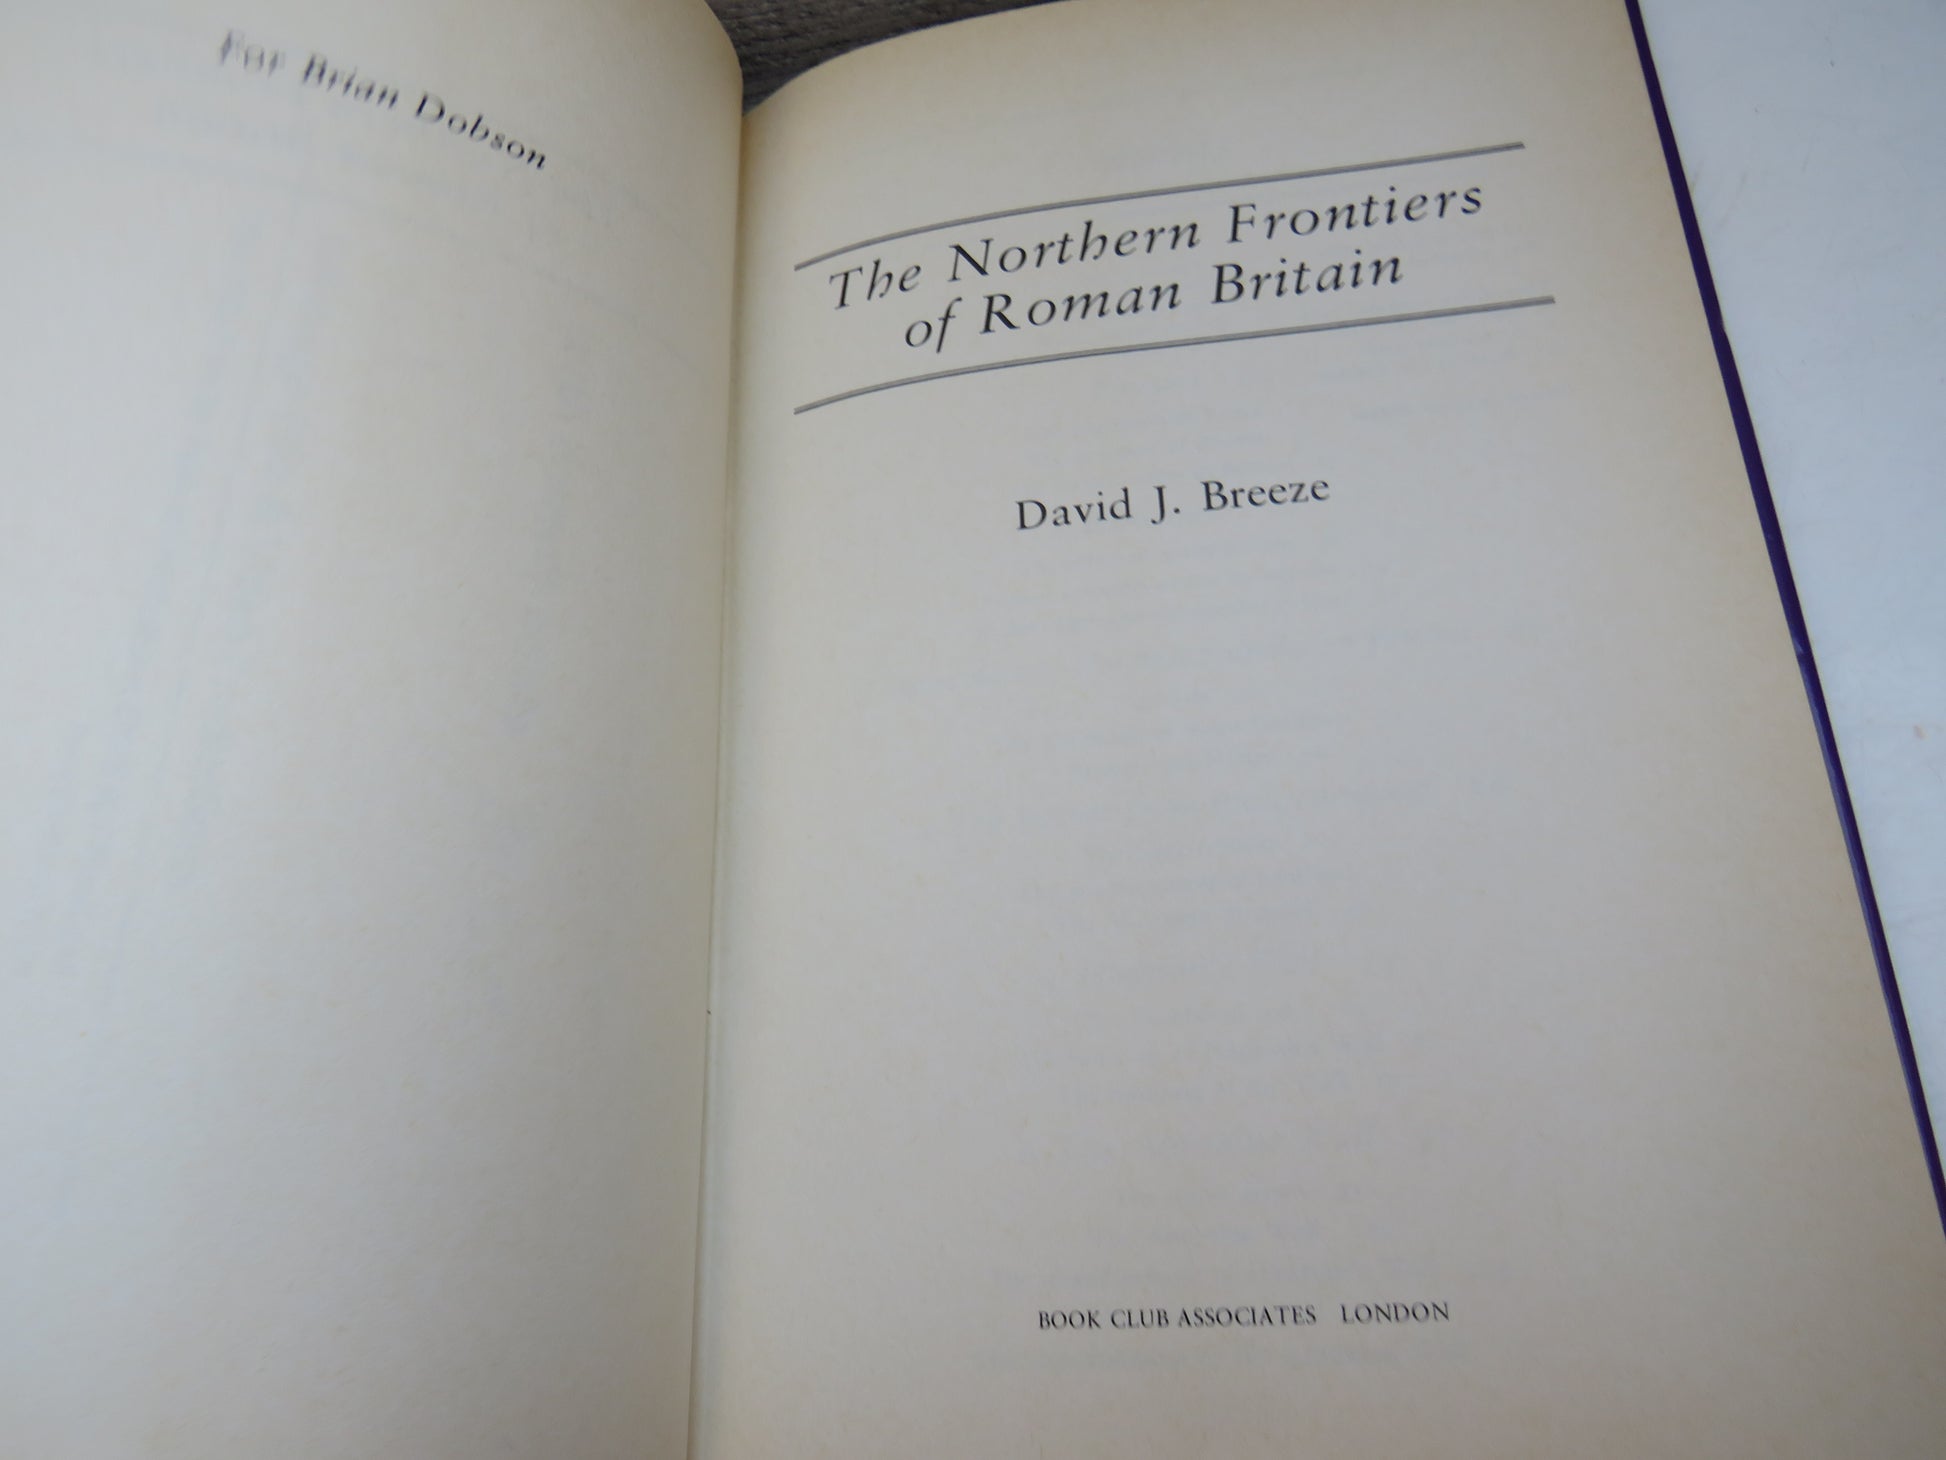 For Brian Dobson
The Northern Frontiers
of Roman Britain
David J. Breeze
BOOK CLUB ASSOCIATES LONDON